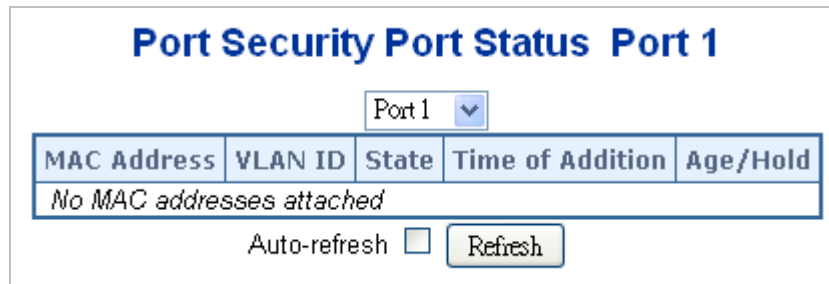 Port Security Port Status Port 1
Port 1
MAC Address VLAN ID State Time of Addition Age/Hold
No MAC addresses attached
Auto-refresh Refresh